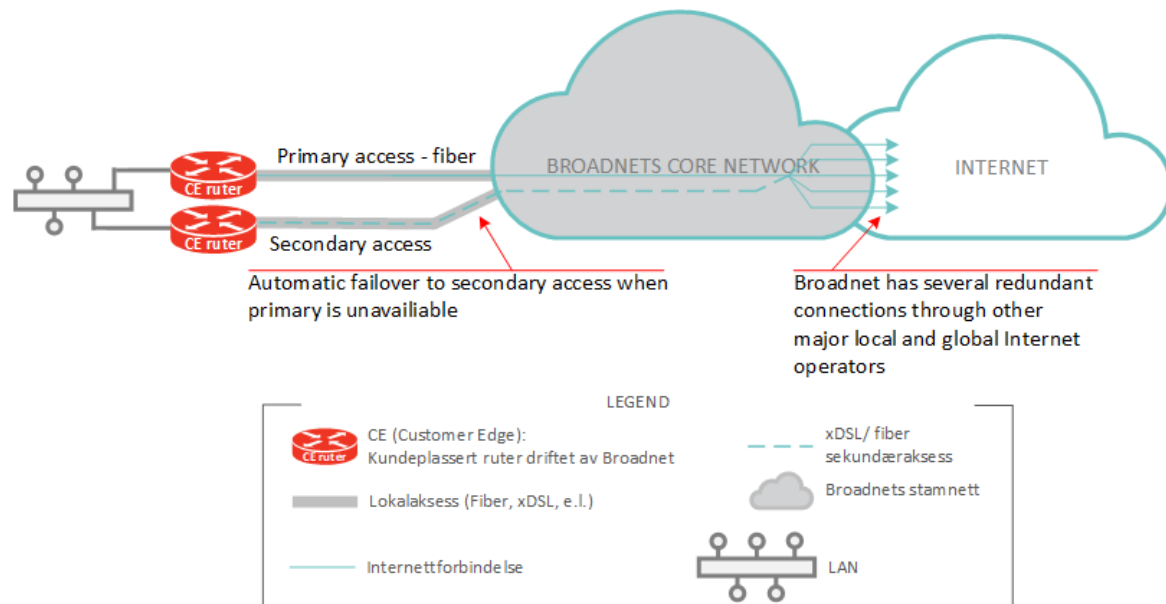 Primary access - fiber
CE ruter
BROADNETS CORE NETWORK
INTERNET
CE ruter
Secondary access
Automatic failover to secondary access when
primary is unavailiable
Broadnet has several redundant
connections through other
major local and global Internet
operators
LEGEND
CE ruter
CE (Customer Edge):
Kundeplassert ruter driftet av Broadnet
xDSL/ fiber
sekundæraksess
Lokalaksess (Fiber, xDSL, e.l.)
Broadnets stamnett
Internettforbindelse
LAN